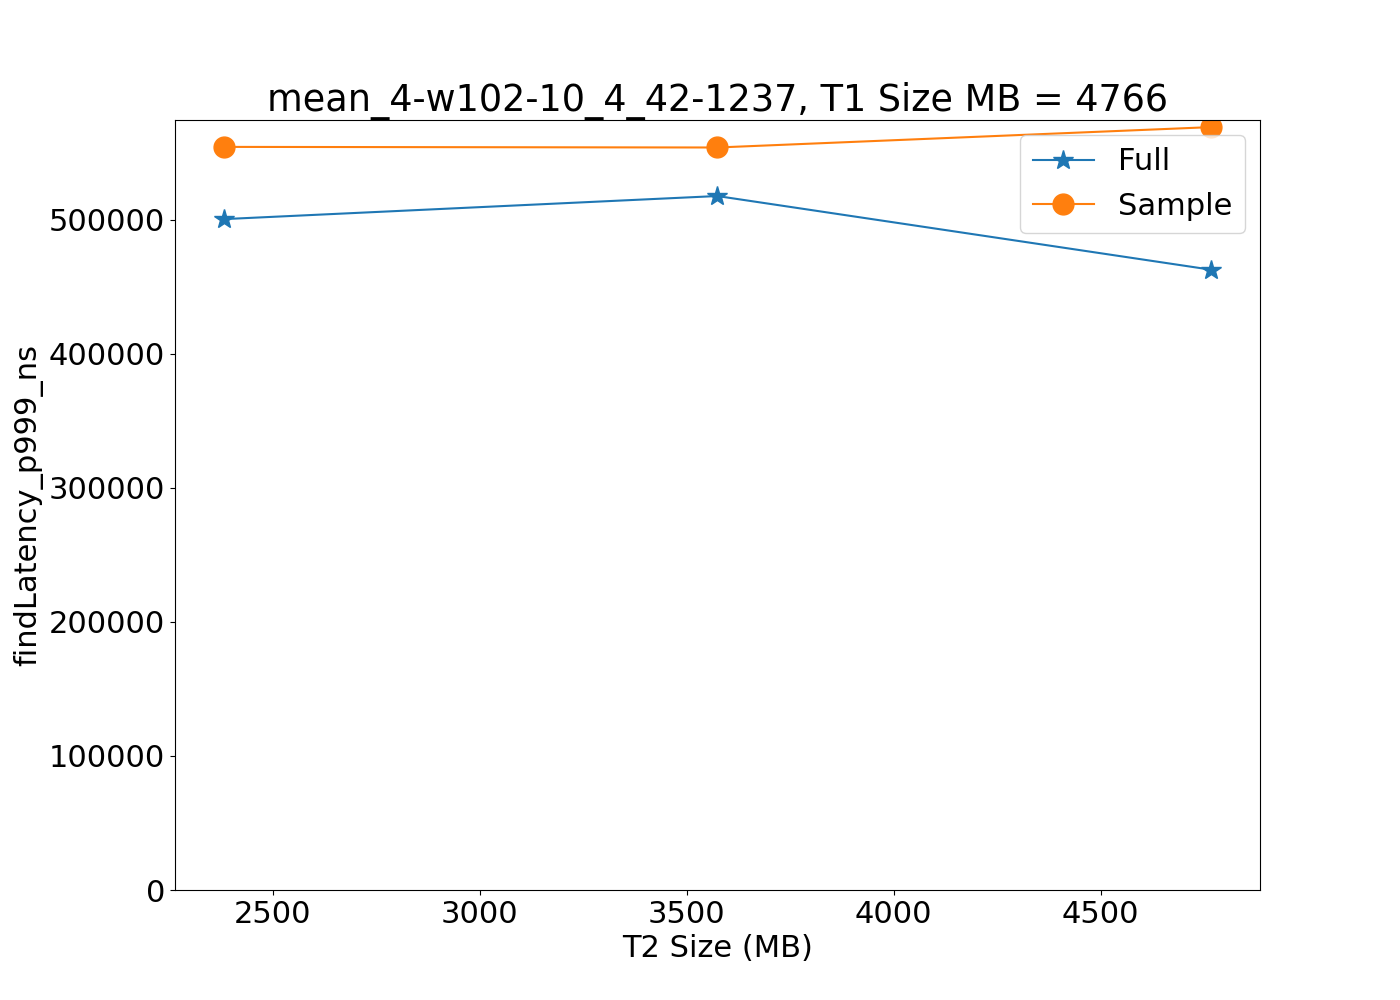 mean_4-w102-10_4_42-1237, T1 Size MB = 4766
Full
Sample
findLatency_p999_ns
500000
400000
300000
200000
100000
0
2500 3000 3500 4000 4500
T2 Size (MB)